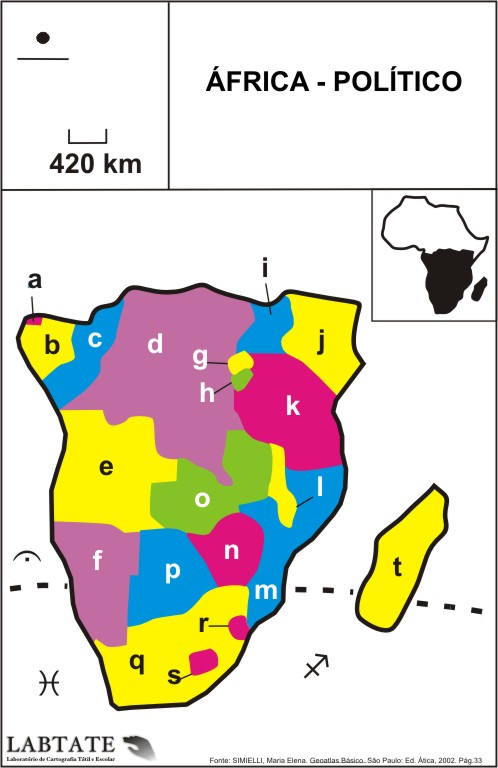 ÁFRICA - POLÍTICO
420 km
a
i
b
c
d
j
g
h
k
e
l
o
n
f
p
m
t
r
q
s
LABTATE
Laboratório de Cartografia Tátil e Escolar
Fonte: SIMIELLI, Maria Elena. Geoatlas Básico. São Paulo: Ed. Ática, 2002. Pág.33